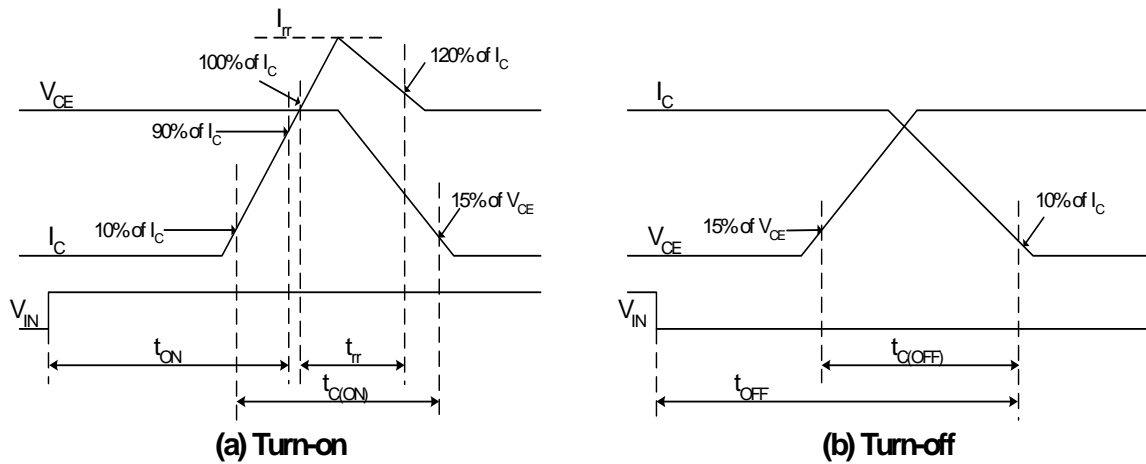 I_rr
100% of I_C
120% of I_C
V_CE
90% of I_C
10% of I_C
15% of V_CE
I_C
V_IN
t_ON
t_rr
t_C(ON)
(a) Turn-on
I_C
15% of V_CE
10% of I_C
V_CE
V_IN
t_C(OFF)
t_OFF
(b) Turn-off